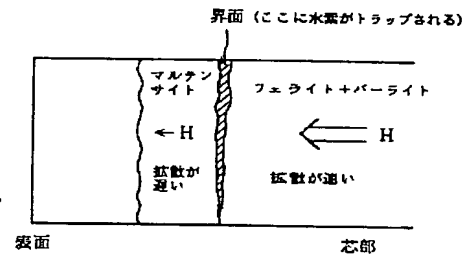 界面（ここに水素がトラップされる）
マルテン
サイト
フェライト＋パーライト
←H
H
拡散が
遅い
拡散が速い
表面
芯部